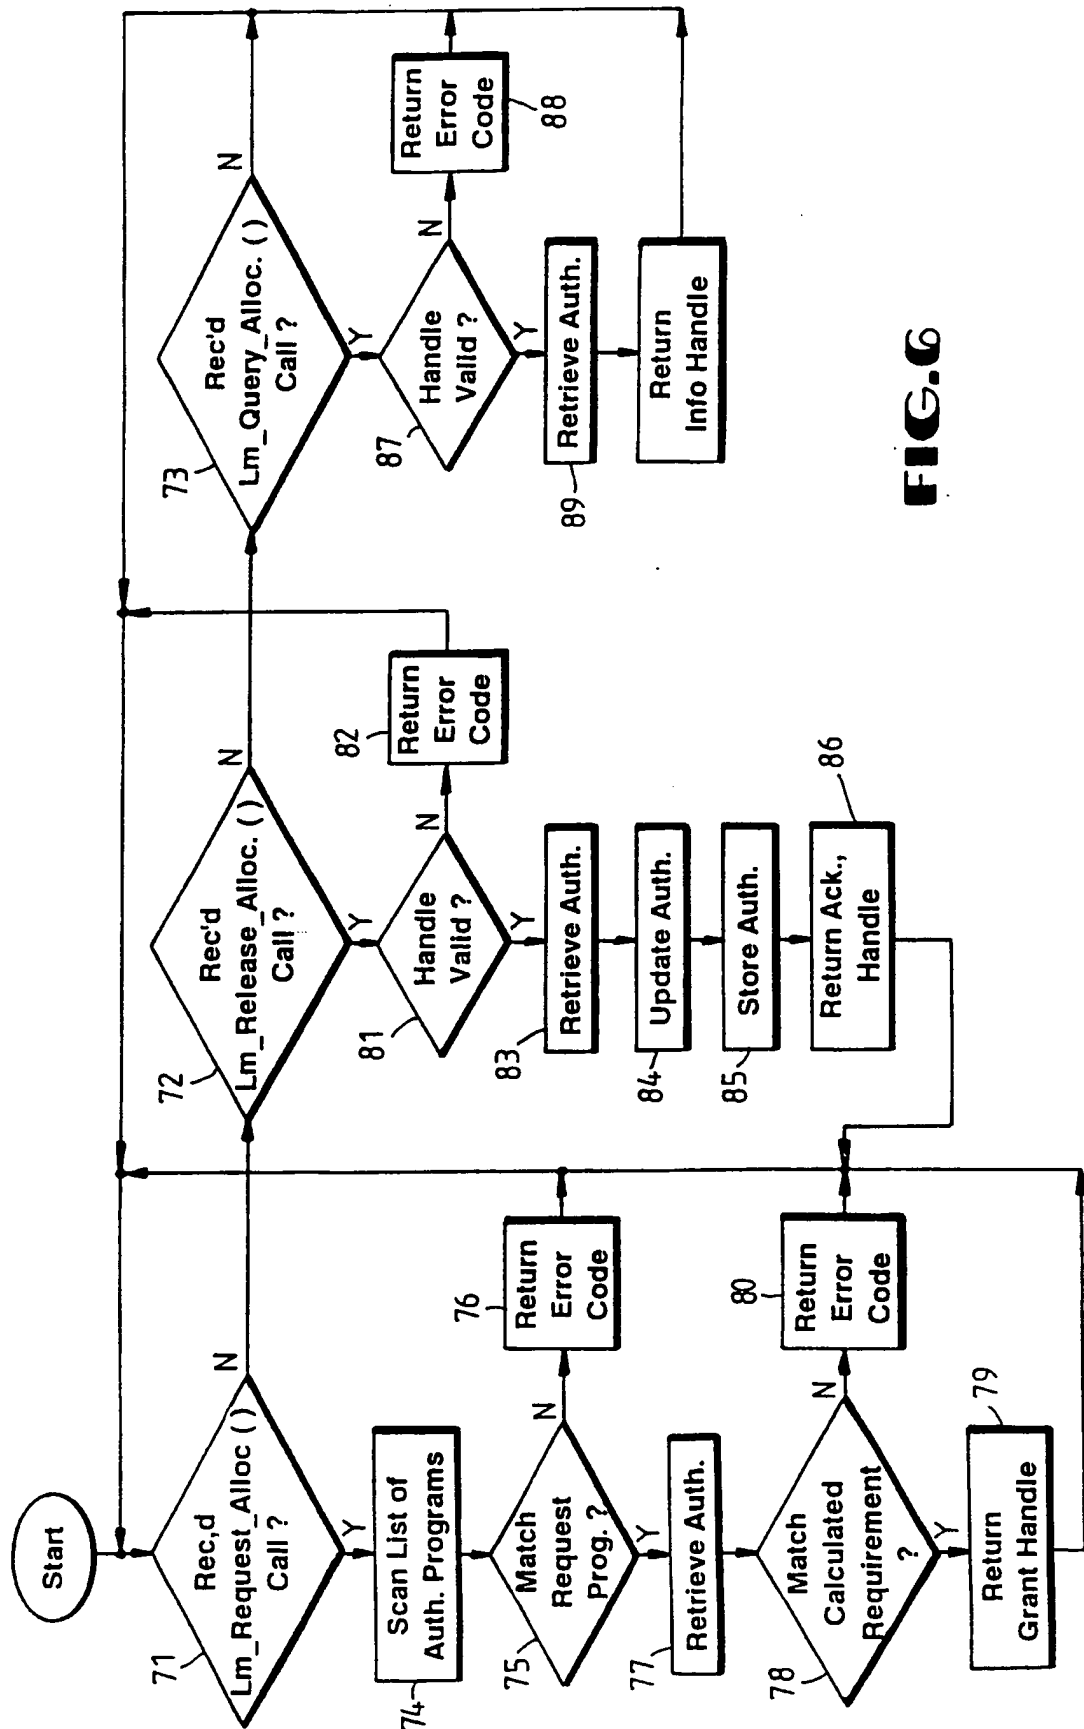 Start
71
Rec,d
Lm_Request_Alloc ( )
Call ?
N
Y
72
Rec'd
Lm_Release_Alloc. ( )
Call ?
N
Y
73
Rec'd
Lm_Query_Alloc. ( )
Call ?
N
Y
74
Scan List of
Auth. Programs
75
Match
Request
Prog. ?
N
Y
76
Return
Error
Code
77
Retrieve Auth.
78
Match
Calculated
Requirement
?
N
Y
80
Return
Error
Code
79
Return
Grant Handle
81
Handle
Valid ?
N
Y
82
Return
Error
Code
83
Retrieve Auth.
84
Update Auth.
85
Store Auth.
86
Return Ack.,
Handle
87
Handle
Valid ?
N
Y
88
Return
Error
Code
89
Retrieve Auth.
Return
Info Handle
FIG.6